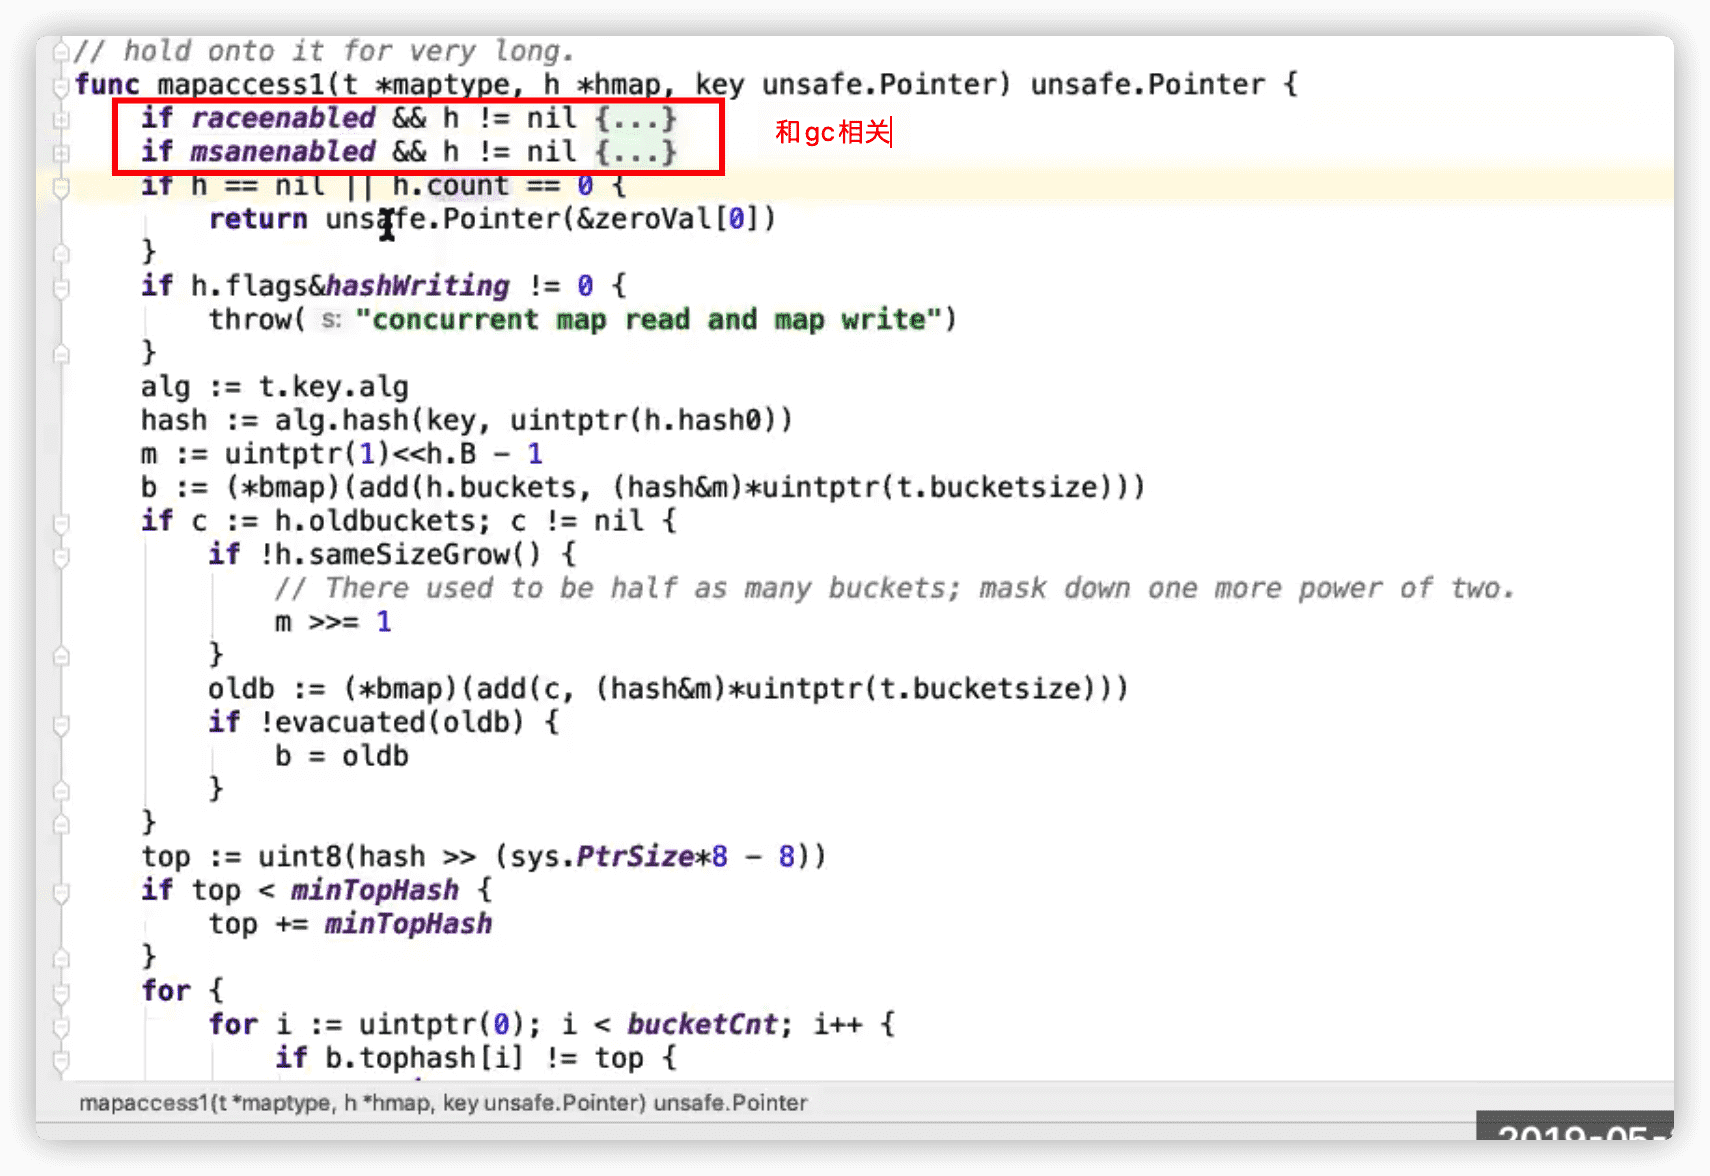 // hold onto it for very long.
func mapaccess1(t *maptype, h *hmap, key unsafe.Pointer) unsafe.Pointer {
if raceenabled && h != nil {...}
if msanenabled && h != nil {...}
和gc相关
if h == nil || h.count == 0 {
return unsafe.Pointer(&zeroVal[0])
}
if h.flags&hashWriting != 0 {
throw( s: "concurrent map read and map write")
}
alg := t.key.alg
hash := alg.hash(key, uintptr(h.hash0))
m := uintptr(1)<<h.B - 1
b := (*bmap)(add(h.buckets, (hash&m)*uintptr(t.bucketsize)))
if c := h.oldbuckets; c != nil {
if !h.sameSizeGrow() {
// There used to be half as many buckets; mask down one more power of two.
m >>= 1
}
oldb := (*bmap)(add(c, (hash&m)*uintptr(t.bucketsize)))
if !evacuated(oldb) {
b = oldb
}
}
top := uint8(hash >> (sys.PtrSize*8 - 8))
if top < minTopHash {
top += minTopHash
}
for {
for i := uintptr(0); i < bucketCnt; i++ {
if b.tophash[i] != top {
mapaccess1(t *maptype, h *hmap, key unsafe.Pointer) unsafe.Pointer
2019-05-